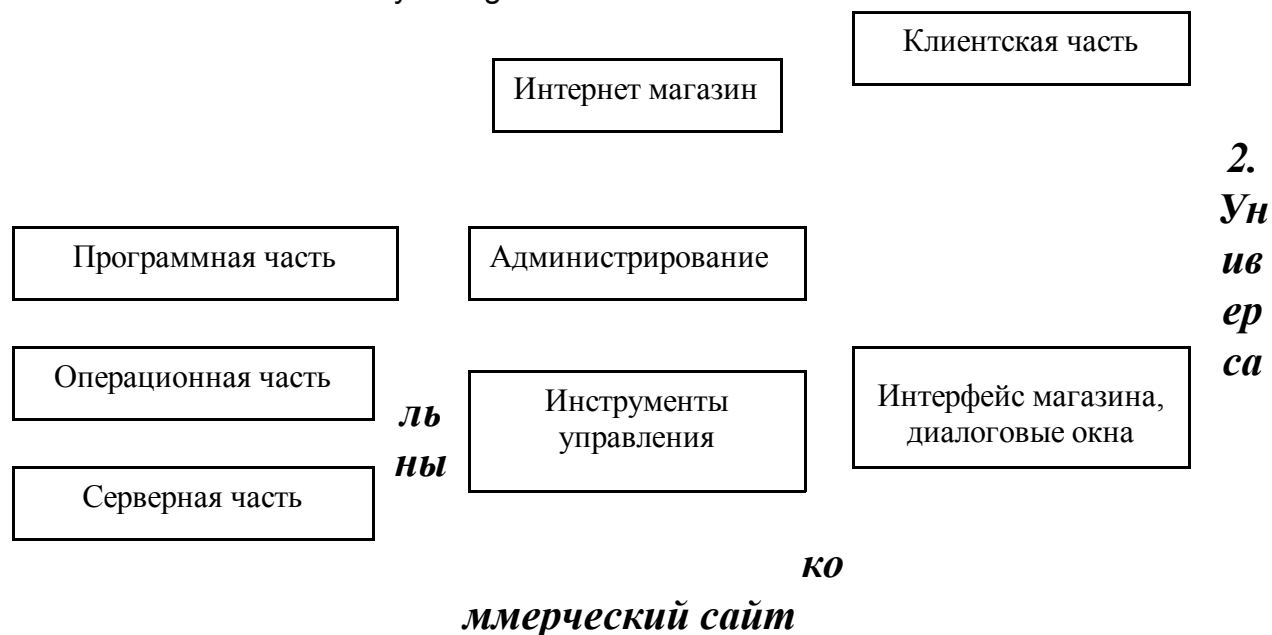 Клиентская часть
Интернет магазин
2.
Ун
ив
ер
са
Программная часть
Администрирование
Операционная часть
ль
ны
Инструменты
управления
Интерфейс магазина,
диалоговые окна
Серверная часть
ко
ммерческий сайт